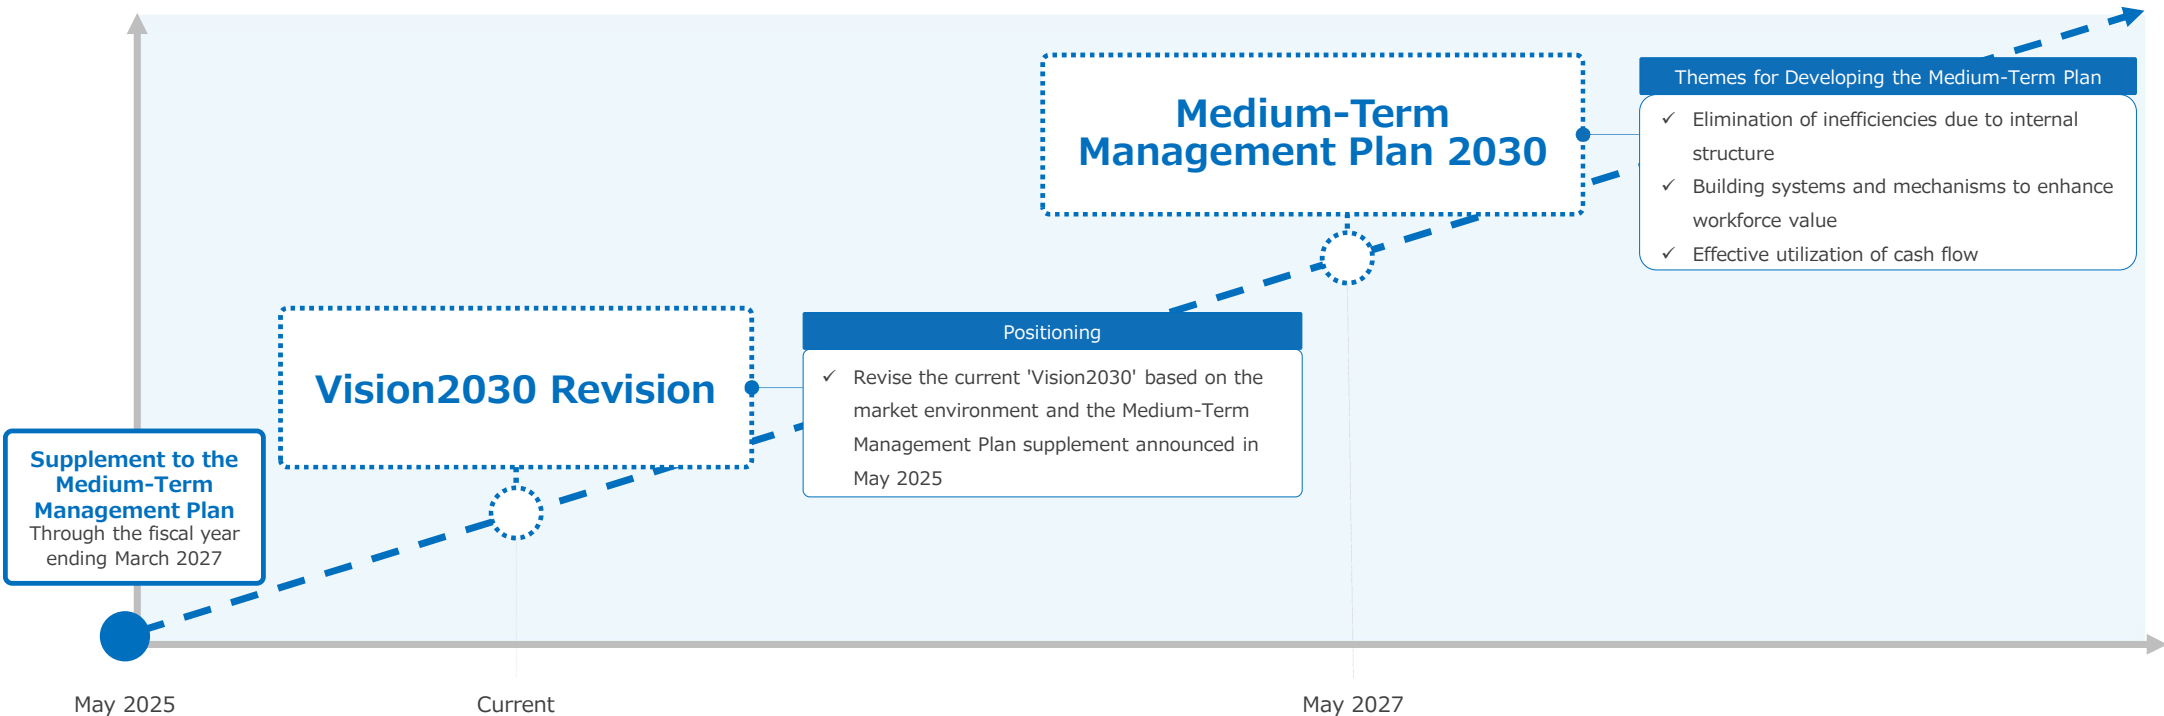 Medium-Term
Management Plan 2030
Themes for Developing the Medium-Term Plan
✓ Elimination of inefficiencies due to internal
structure
✓ Building systems and mechanisms to enhance
workforce value
✓ Effective utilization of cash flow
Vision2030 Revision
Positioning
✓ Revise the current 'Vision2030' based on the
market environment and the Medium-Term
Management Plan supplement announced in
May 2025
Supplement to the
Medium-Term
Management Plan
Through the fiscal year
ending March 2027
May 2025
Current
May 2027